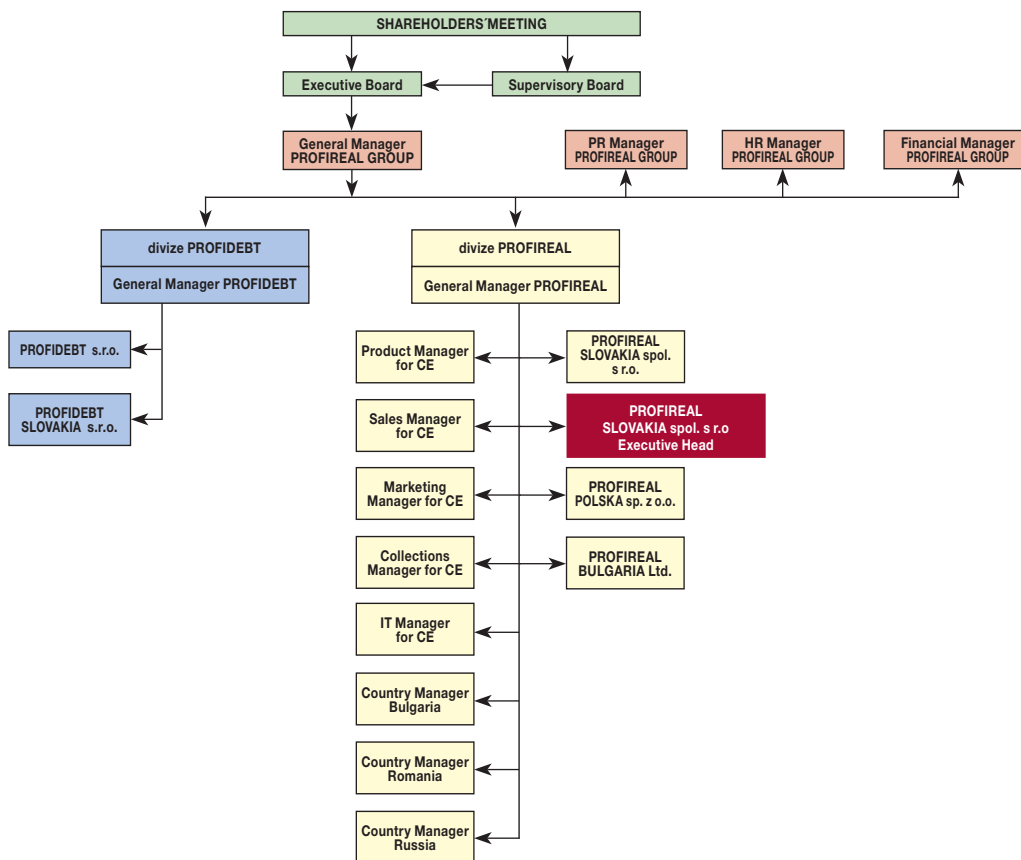 SHAREHOLDERS´MEETING
Executive Board
Supervisory Board
General Manager
PROFIREAL GROUP
PR Manager
PROFIREAL GROUP
HR Manager
PROFIREAL GROUP
Financial Manager
PROFIREAL GROUP
divize PROFIDEBT
General Manager PROFIDEBT
divize PROFIREAL
General Manager PROFIREAL
PROFIDEBT s.r.o.
PROFIDEBT
SLOVAKIA s.r.o.
Product Manager
for CE
PROFIREAL
SLOVAKIA spol.
s r.o.
Sales Manager
for CE
PROFIREAL
SLOVAKIA spol. s r.o
Executive Head
Marketing
Manager for CE
PROFIREAL
POLSKA sp. z o.o.
Collections
Manager for CE
PROFIREAL
BULGARIA Ltd.
IT Manager
for CE
Country Manager
Bulgaria
Country Manager
Romania
Country Manager
Russia